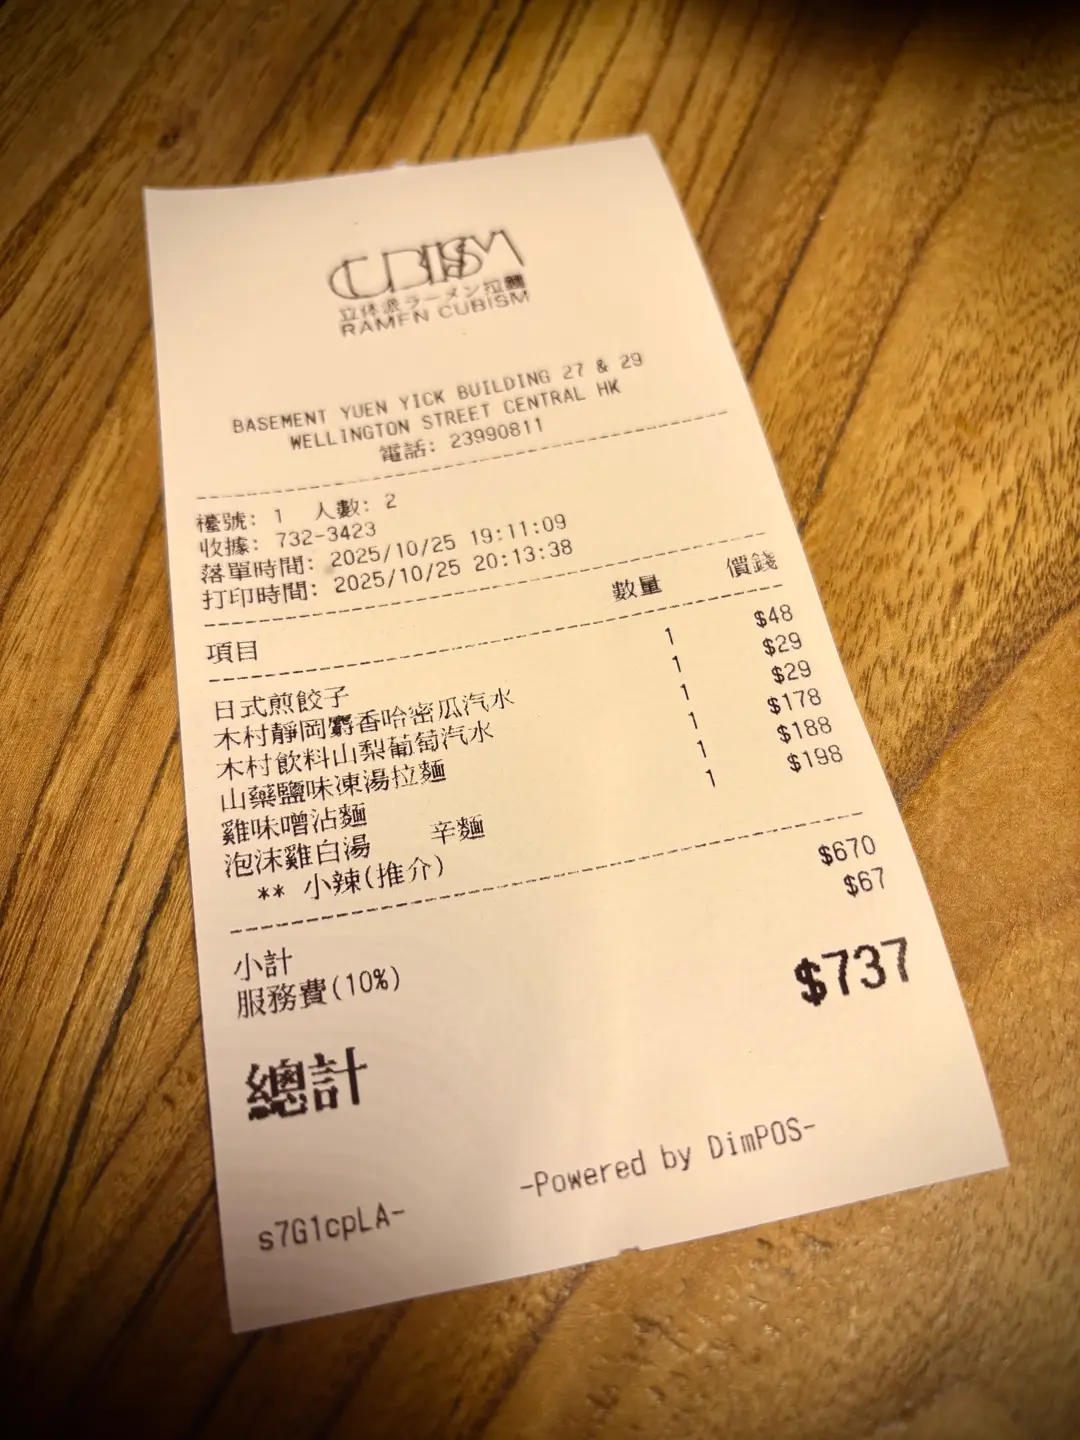 CUBISM
立体派ラーメン拉麵
RAMEN CUBISM
BASEMENT YUEN YICK BUILDING 27 & 29
WELLINGTON STREET CENTRAL HK
電話: 23990811
檯號: 1 人數: 2
收據: 732-3423
落單時間: 2025/10/25 19:11:09
打印時間: 2025/10/25 20:13:38
項目 數量 價錢
日式煎餃子 1 $48
木村靜岡麝香哈密瓜汽水 1 $29
木村飲料山梨葡萄汽水 1 $29
山藥鹽味凍湯拉麵 1 $178
雞味噌沾麵 1 $188
泡沫雞白湯 辛麵 1 $198
** 小辣(推介)
小計 $670
服務費(10%) $67
總計 $737
-Powered by DimPOS-
s7G1cpLA-